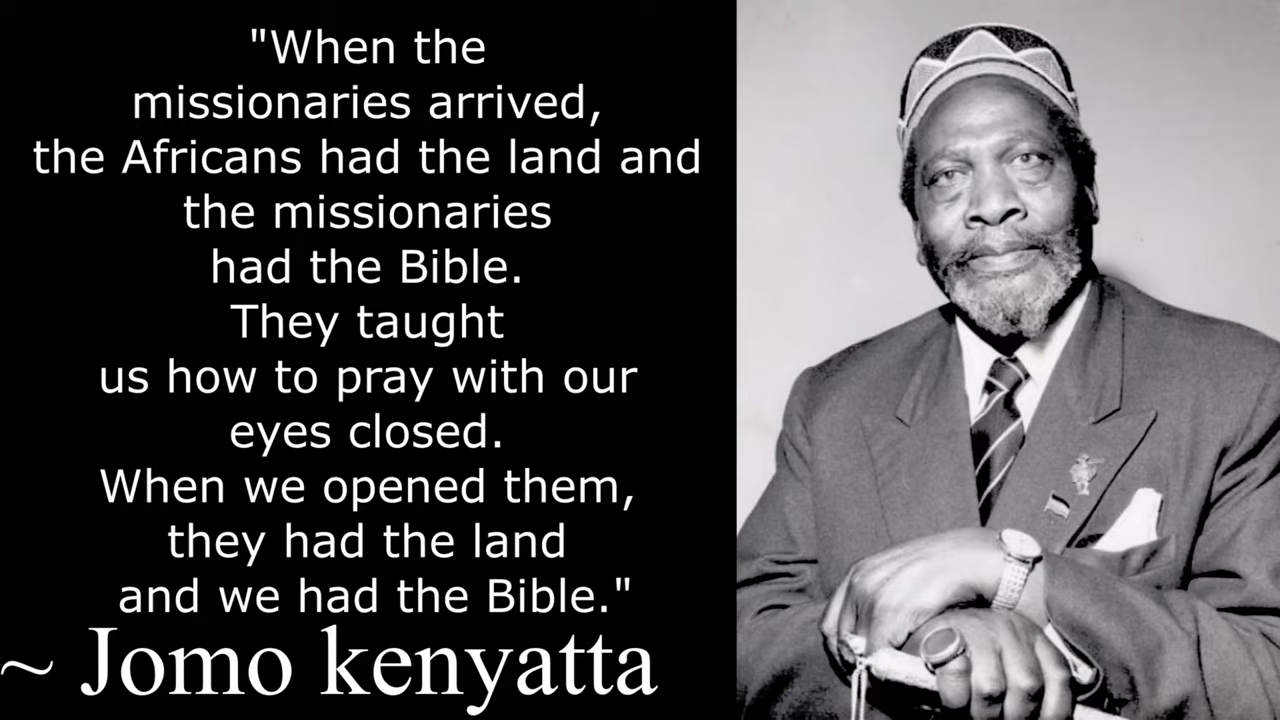 "When the
missionaries arrived,
the Africans had the land and
the missionaries
had the Bible.
They taught
us how to pray with our
eyes closed.
When we opened them,
they had the land
and we had the Bible."
~ Jomo kenyatta